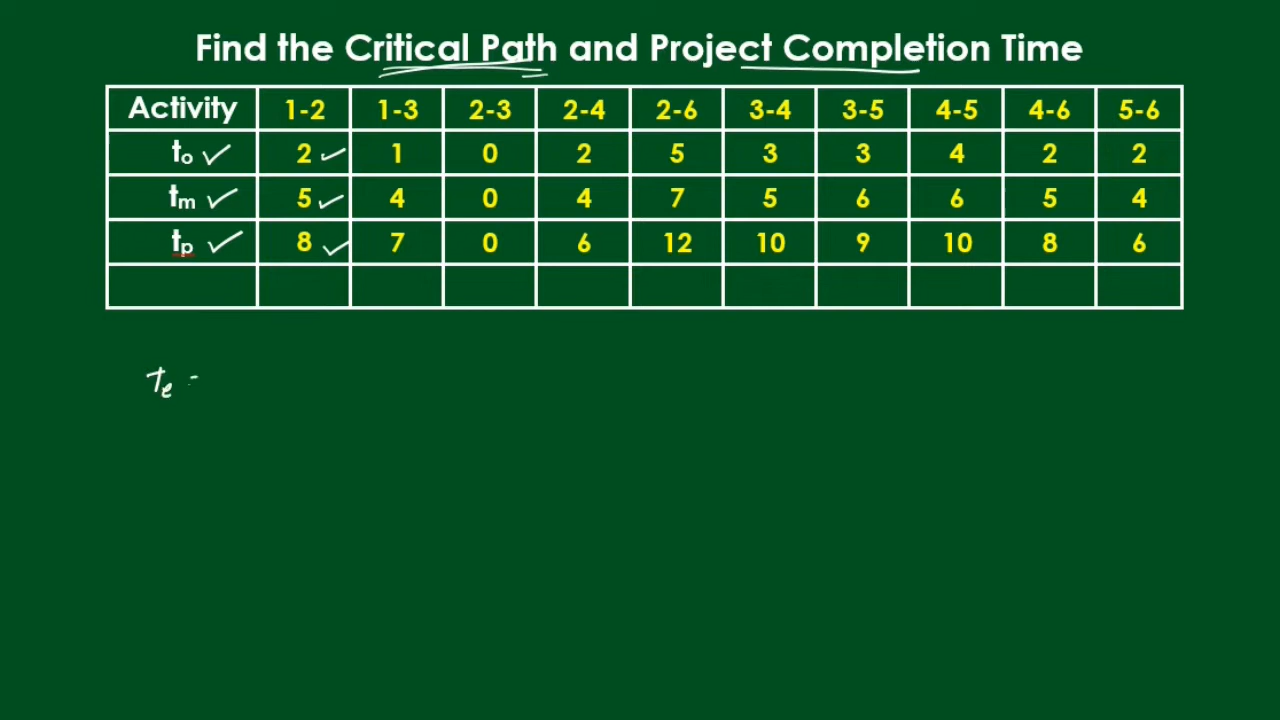 Find the Critical Path and Project Completion Time
Activity 1-2 1-3 2-3 2-4 2-6 3-4 3-5 4-5 4-6 5-6
to 2 1 0 2 5 3 3 4 2 2
tm 5 4 0 4 7 5 6 6 5 4
tp 8 7 0 6 12 10 9 10 8 6
Te =